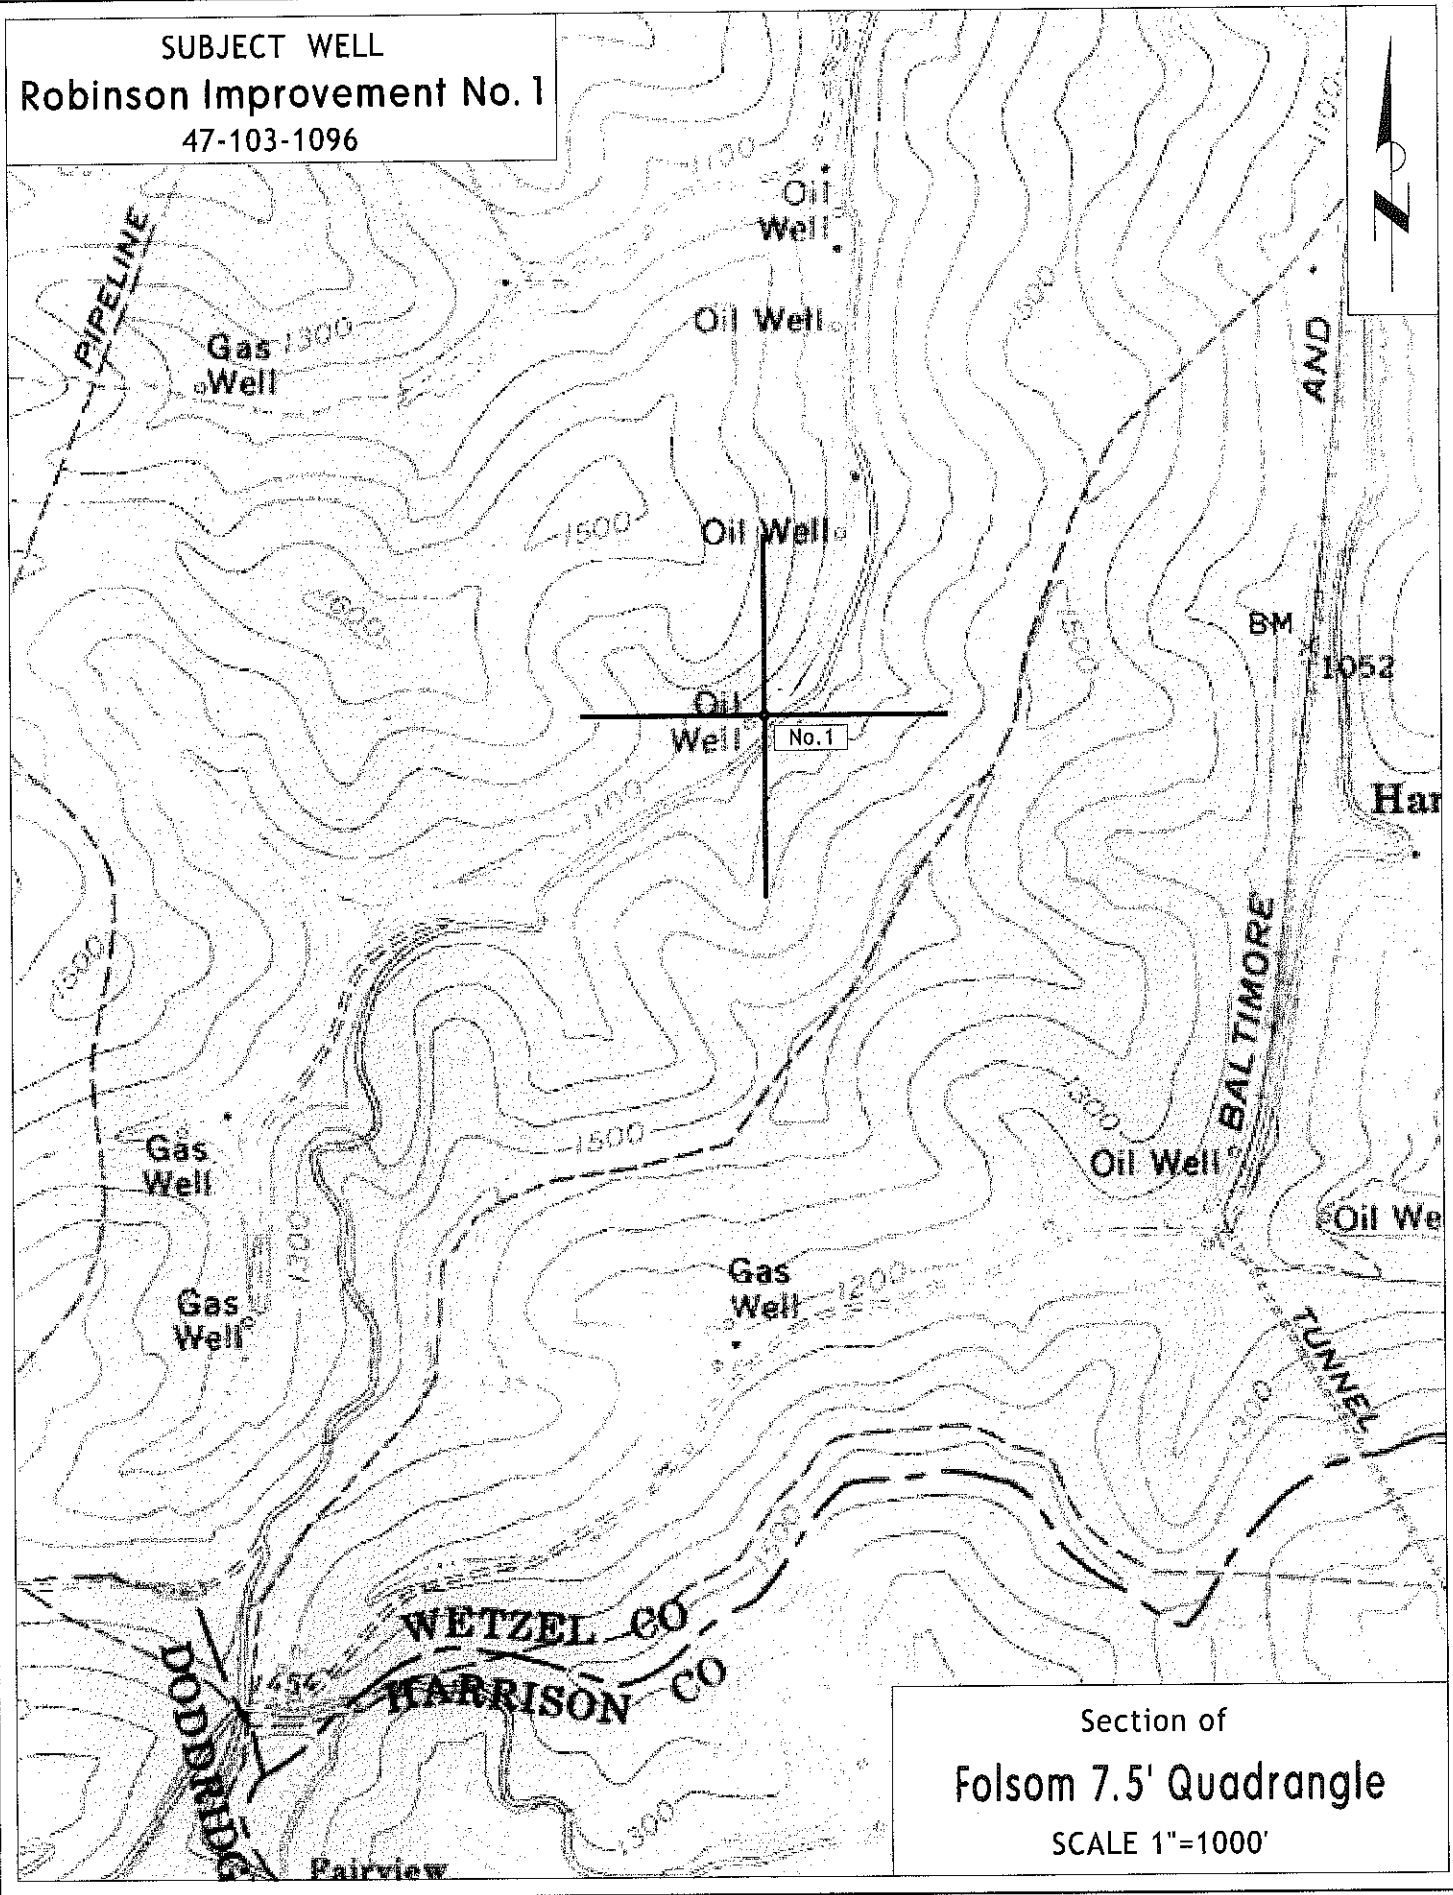 SUBJECT WELL
Robinson Improvement No. 1
47-103-1096
N
1100
1100
Oil
Well
PIPELINE
1300
Gas
Well
Oil Well
1500
AND
1500
Oil Well
1600
BM
1052
1500
Oil
Well
No.1
1100
Har
1500
BALTIMORE
1300
1500
Gas
Well
Oil Well
1300
Oil We
Gas
Well
1200
Gas
Well
TUNNEL
1300
1500
WETZEL CO
HARRISON CO
DODDRIDG
1454
1300
Fairview
Section of
Folsom 7.5' Quadrangle
SCALE 1"=1000'